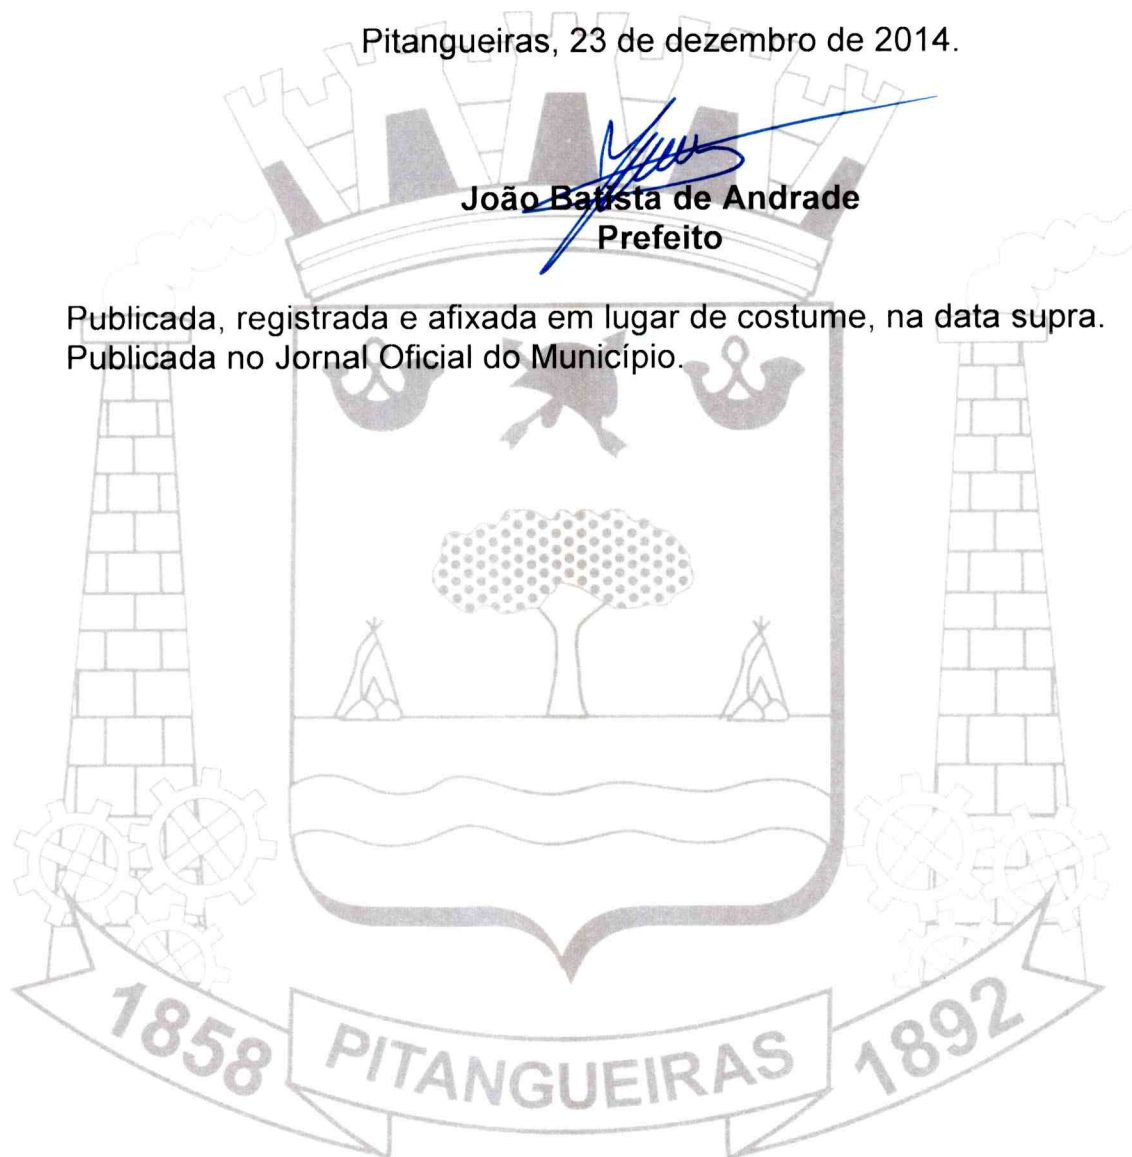 Pitangueiras, 23 de dezembro de 2014.
João Batista de Andrade
Prefeito
Publicada, registrada e afixada em lugar de costume, na data supra.
Publicada no Jornal Oficial do Município.
1858 PITANGUEIRAS 1892